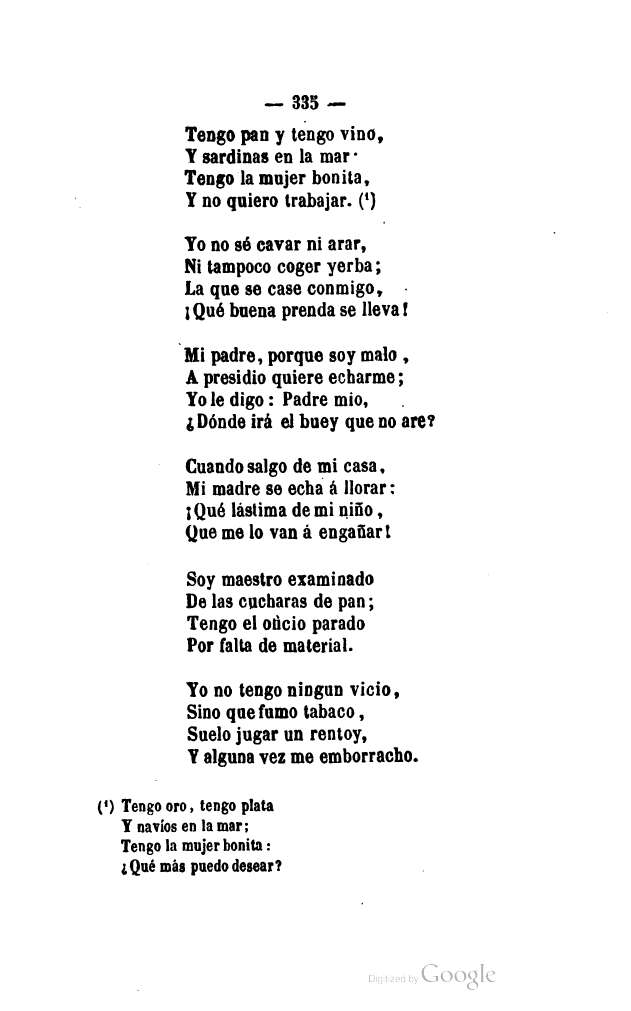 — 335 —
Tengo pan y tengo vino,
Y sardinas en la mar·
Tengo la mujer bonita,
Y no quiero trabajar. (¹)
Yo no sé cavar ni arar,
Ni tampoco coger yerba;
La que se case conmigo,
¡Qué buena prenda se lleva!
Mi padre, porque soy malo,
A presidio quiere echarme;
Yo le digo: Padre mio,
¿Dónde irá el buey que no are?
Cuando salgo de mi casa,
Mi madre se echa á llorar:
¡Qué lástima de mi niño,
Que me lo van á engañar!
Soy maestro examinado
De las cucharas de pan;
Tengo el oficio parado
Por falta de material.
Yo no tengo ningun vicio,
Sino que fumo tabaco,
Suelo jugar un rentoy,
Y alguna vez me emborracho.
(¹) Tengo oro, tengo plata
Y navíos en la mar;
Tengo la mujer bonita:
¿Qué más puedo desear?
Digitized by Google